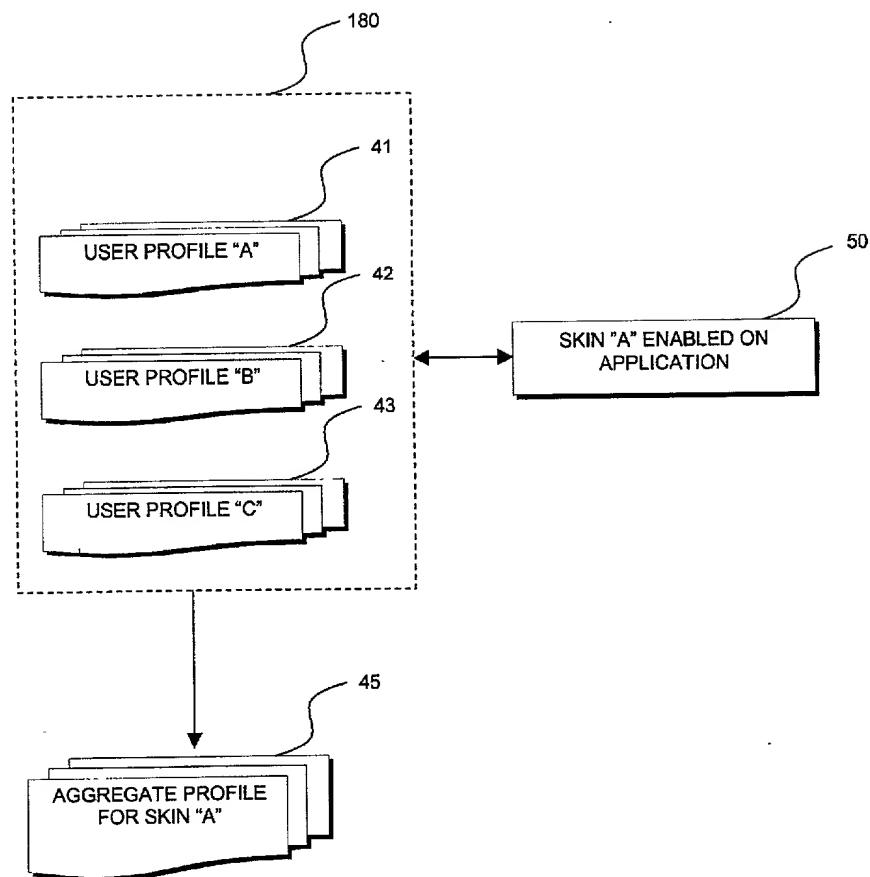 180
41
USER PROFILE "A"
42
USER PROFILE "B"
43
USER PROFILE "C"
50
SKIN "A" ENABLED ON
APPLICATION
45
AGGREGATE PROFILE
FOR SKIN "A"